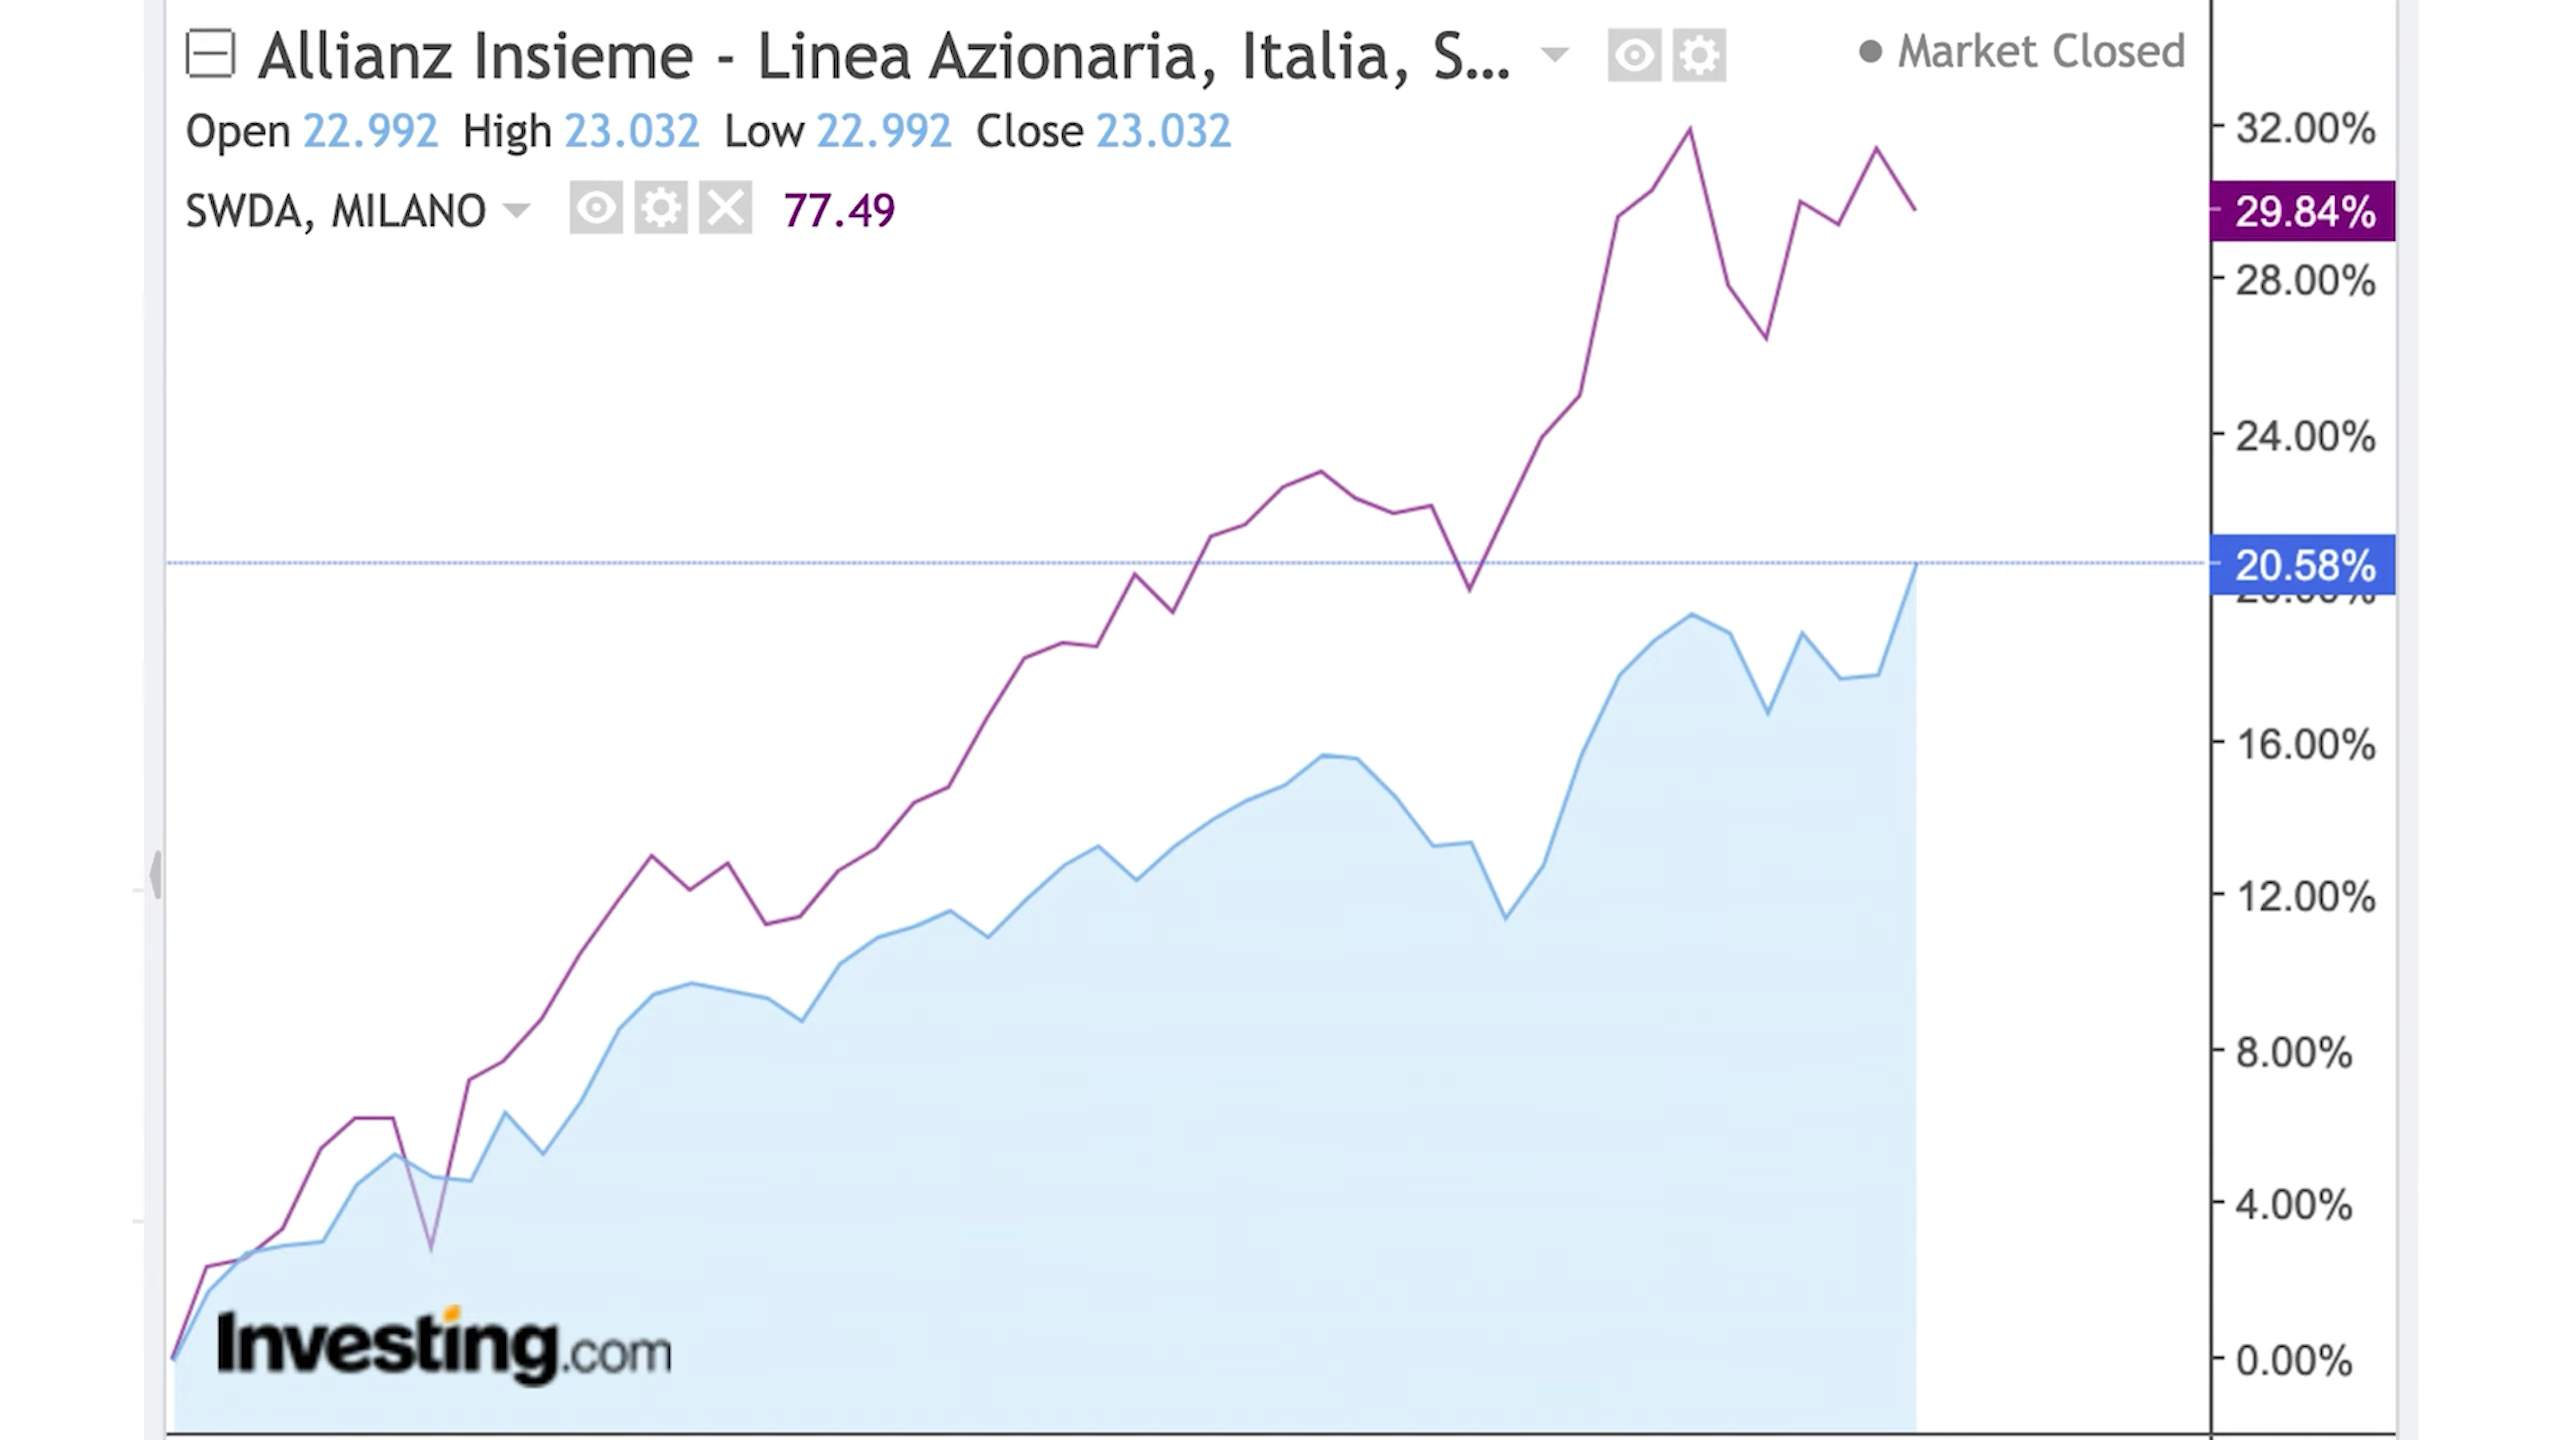 Allianz Insieme - Linea Azionaria, Italia, S...
Market Closed
Open 22.992 High 23.032 Low 22.992 Close 23.032
SWDA, MILANO 77.49
32.00%
29.84%
28.00%
24.00%
20.58%
16.00%
12.00%
8.00%
4.00%
0.00%
Investing.com